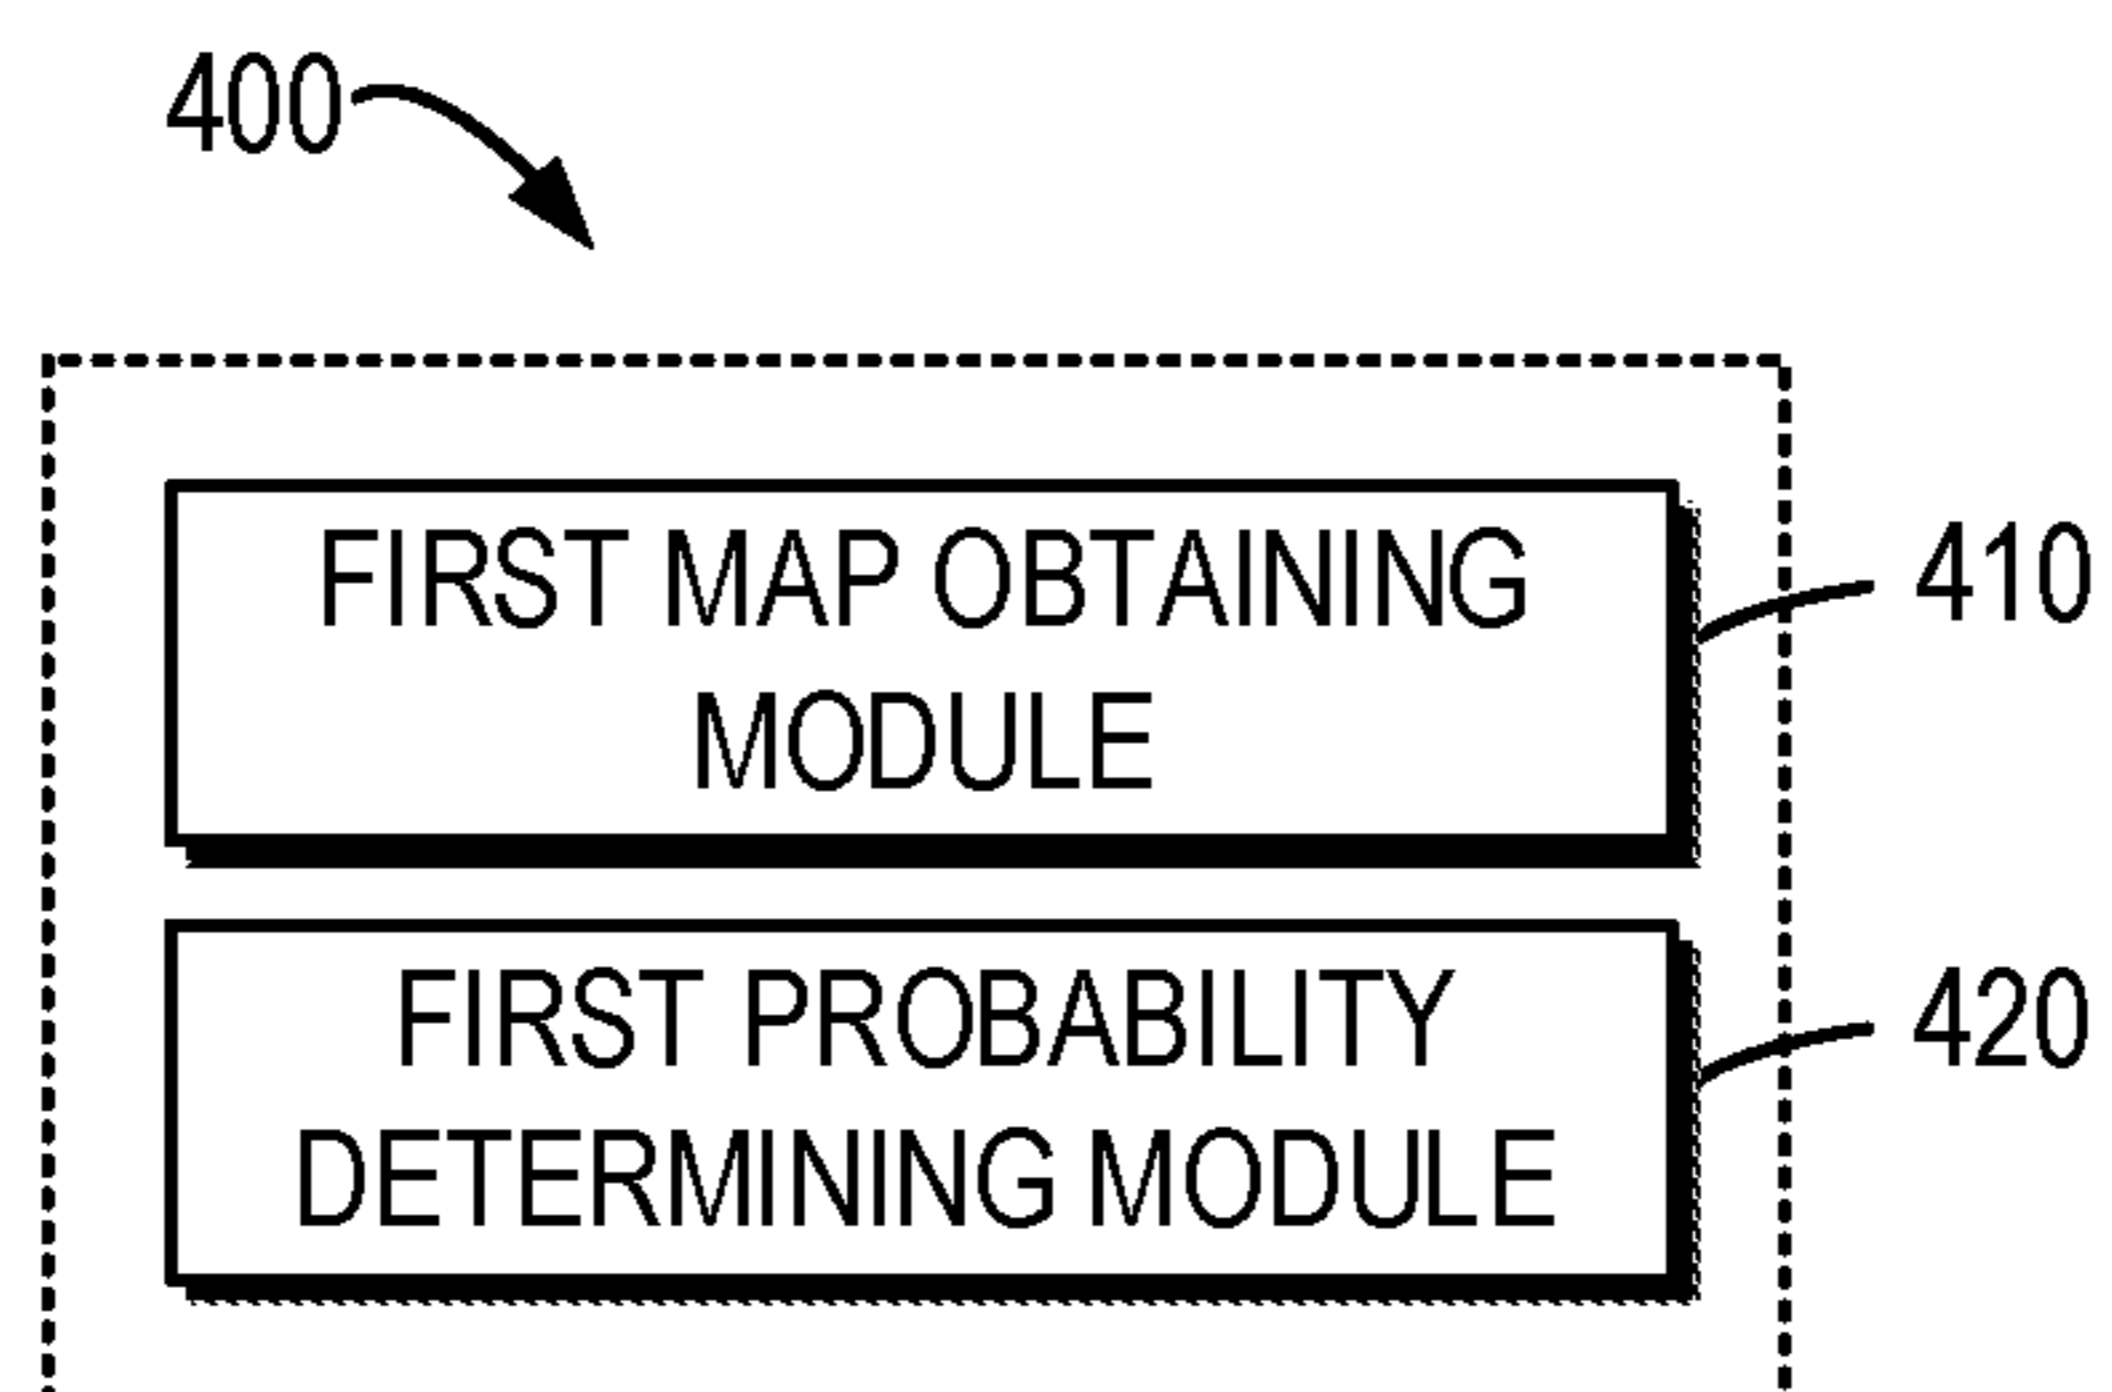 400
FIRST MAP OBTAINING
MODULE
410
FIRST PROBABILITY
DETERMINING MODULE
420